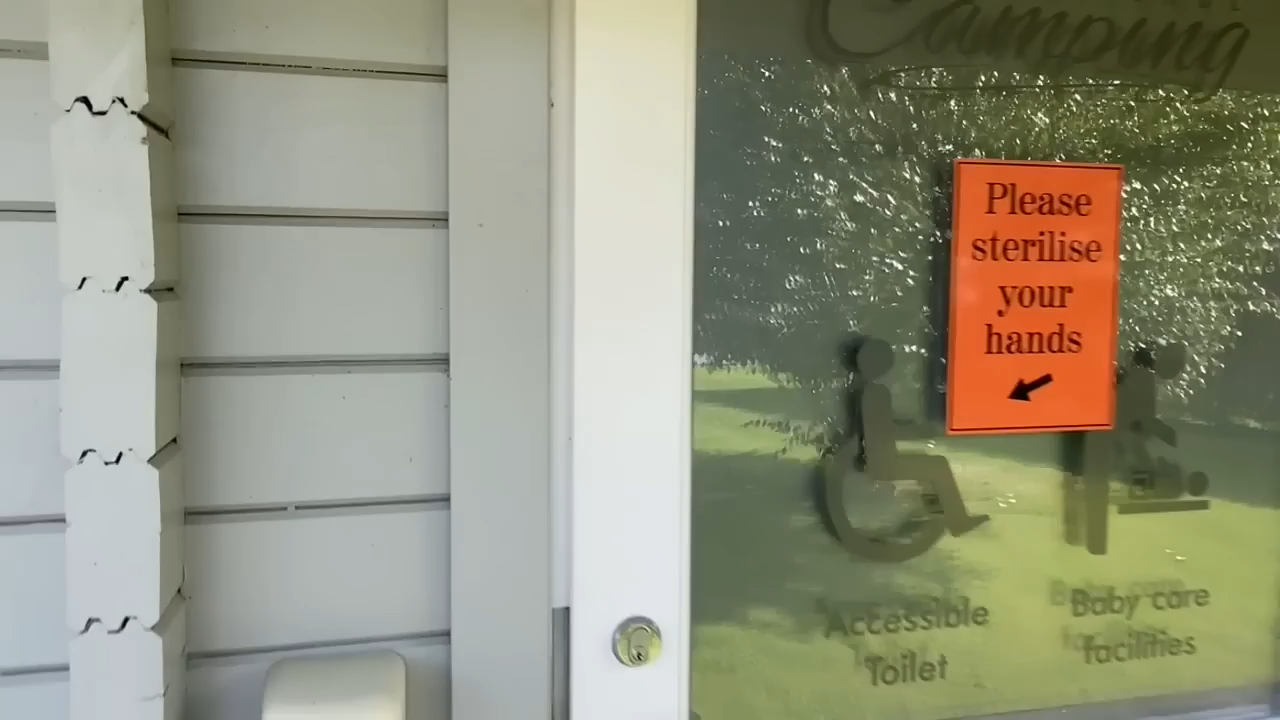 Camping
Please
sterilise
your
hands
Accessible
Toilet
Baby care
facilities